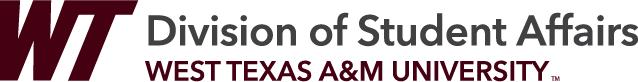 WT Division of Student Affairs
WEST TEXAS A&M UNIVERSITY™